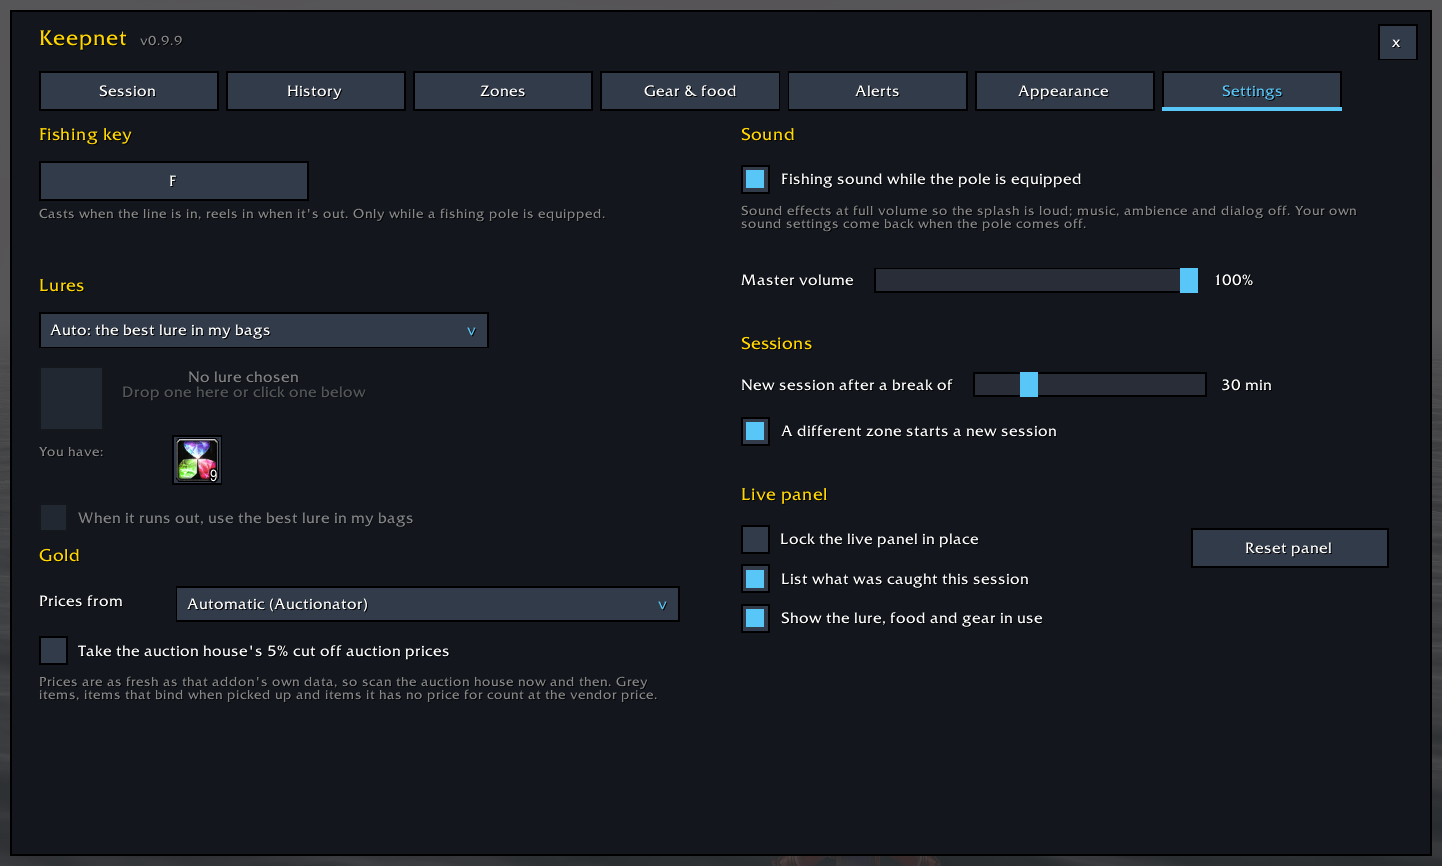 Keepnet v0.9.9
x
Session
History
Zones
Gear & food
Alerts
Appearance
Settings
Fishing key
F
Casts when the line is in, reels in when it's out. Only while a fishing pole is equipped.
Lures
Auto: the best lure in my bags v
No lure chosen
Drop one here or click one below
You have:
9
When it runs out, use the best lure in my bags
Gold
Prices from
Automatic (Auctionator) v
Take the auction house's 5% cut off auction prices
Prices are as fresh as that addon's own data, so scan the auction house now and then. Grey
items, items that bind when picked up and items it has no price for count at the vendor price.
Sound
Fishing sound while the pole is equipped
Sound effects at full volume so the splash is loud; music, ambience and dialog off. Your own
sound settings come back when the pole comes off.
Master volume 100%
Sessions
New session after a break of 30 min
A different zone starts a new session
Live panel
Lock the live panel in place
Reset panel
List what was caught this session
Show the lure, food and gear in use